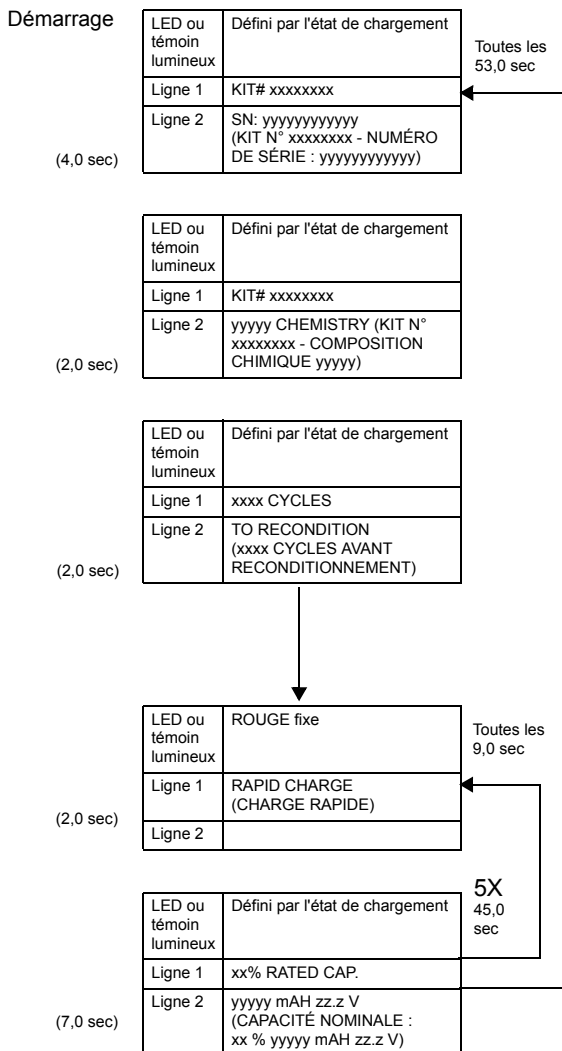 Démarrage
LED ou témoin lumineux
Défini par l'état de chargement
Toutes les
53,0 sec
Ligne 1
KIT# xxxxxxxx
Ligne 2
SN: yyyyyyyyyyyy
(KIT N° xxxxxxxx - NUMÉRO
DE SÉRIE : yyyyyyyyyyyy)
(4,0 sec)
LED ou témoin lumineux
Défini par l'état de chargement
Ligne 1
KIT# xxxxxxxx
Ligne 2
yyyyy CHEMISTRY (KIT N°
xxxxxxxx - COMPOSITION
CHIMIQUE yyyyy)
(2,0 sec)
LED ou témoin lumineux
Défini par l'état de chargement
Ligne 1
xxxx CYCLES
Ligne 2
TO RECONDITION
(xxxx CYCLES AVANT
RECONDITIONNEMENT)
(2,0 sec)
LED ou témoin lumineux
ROUGE fixe
Toutes les
9,0 sec
Ligne 1
RAPID CHARGE
(CHARGE RAPIDE)
(2,0 sec)
Ligne 2
5X
45,0
sec
LED ou témoin lumineux
Défini par l'état de chargement
Ligne 1
xx% RATED CAP.
Ligne 2
yyyyy mAH zz.z V
(CAPACITÉ NOMINALE :
xx % yyyyy mAH zz.z V)
(7,0 sec)